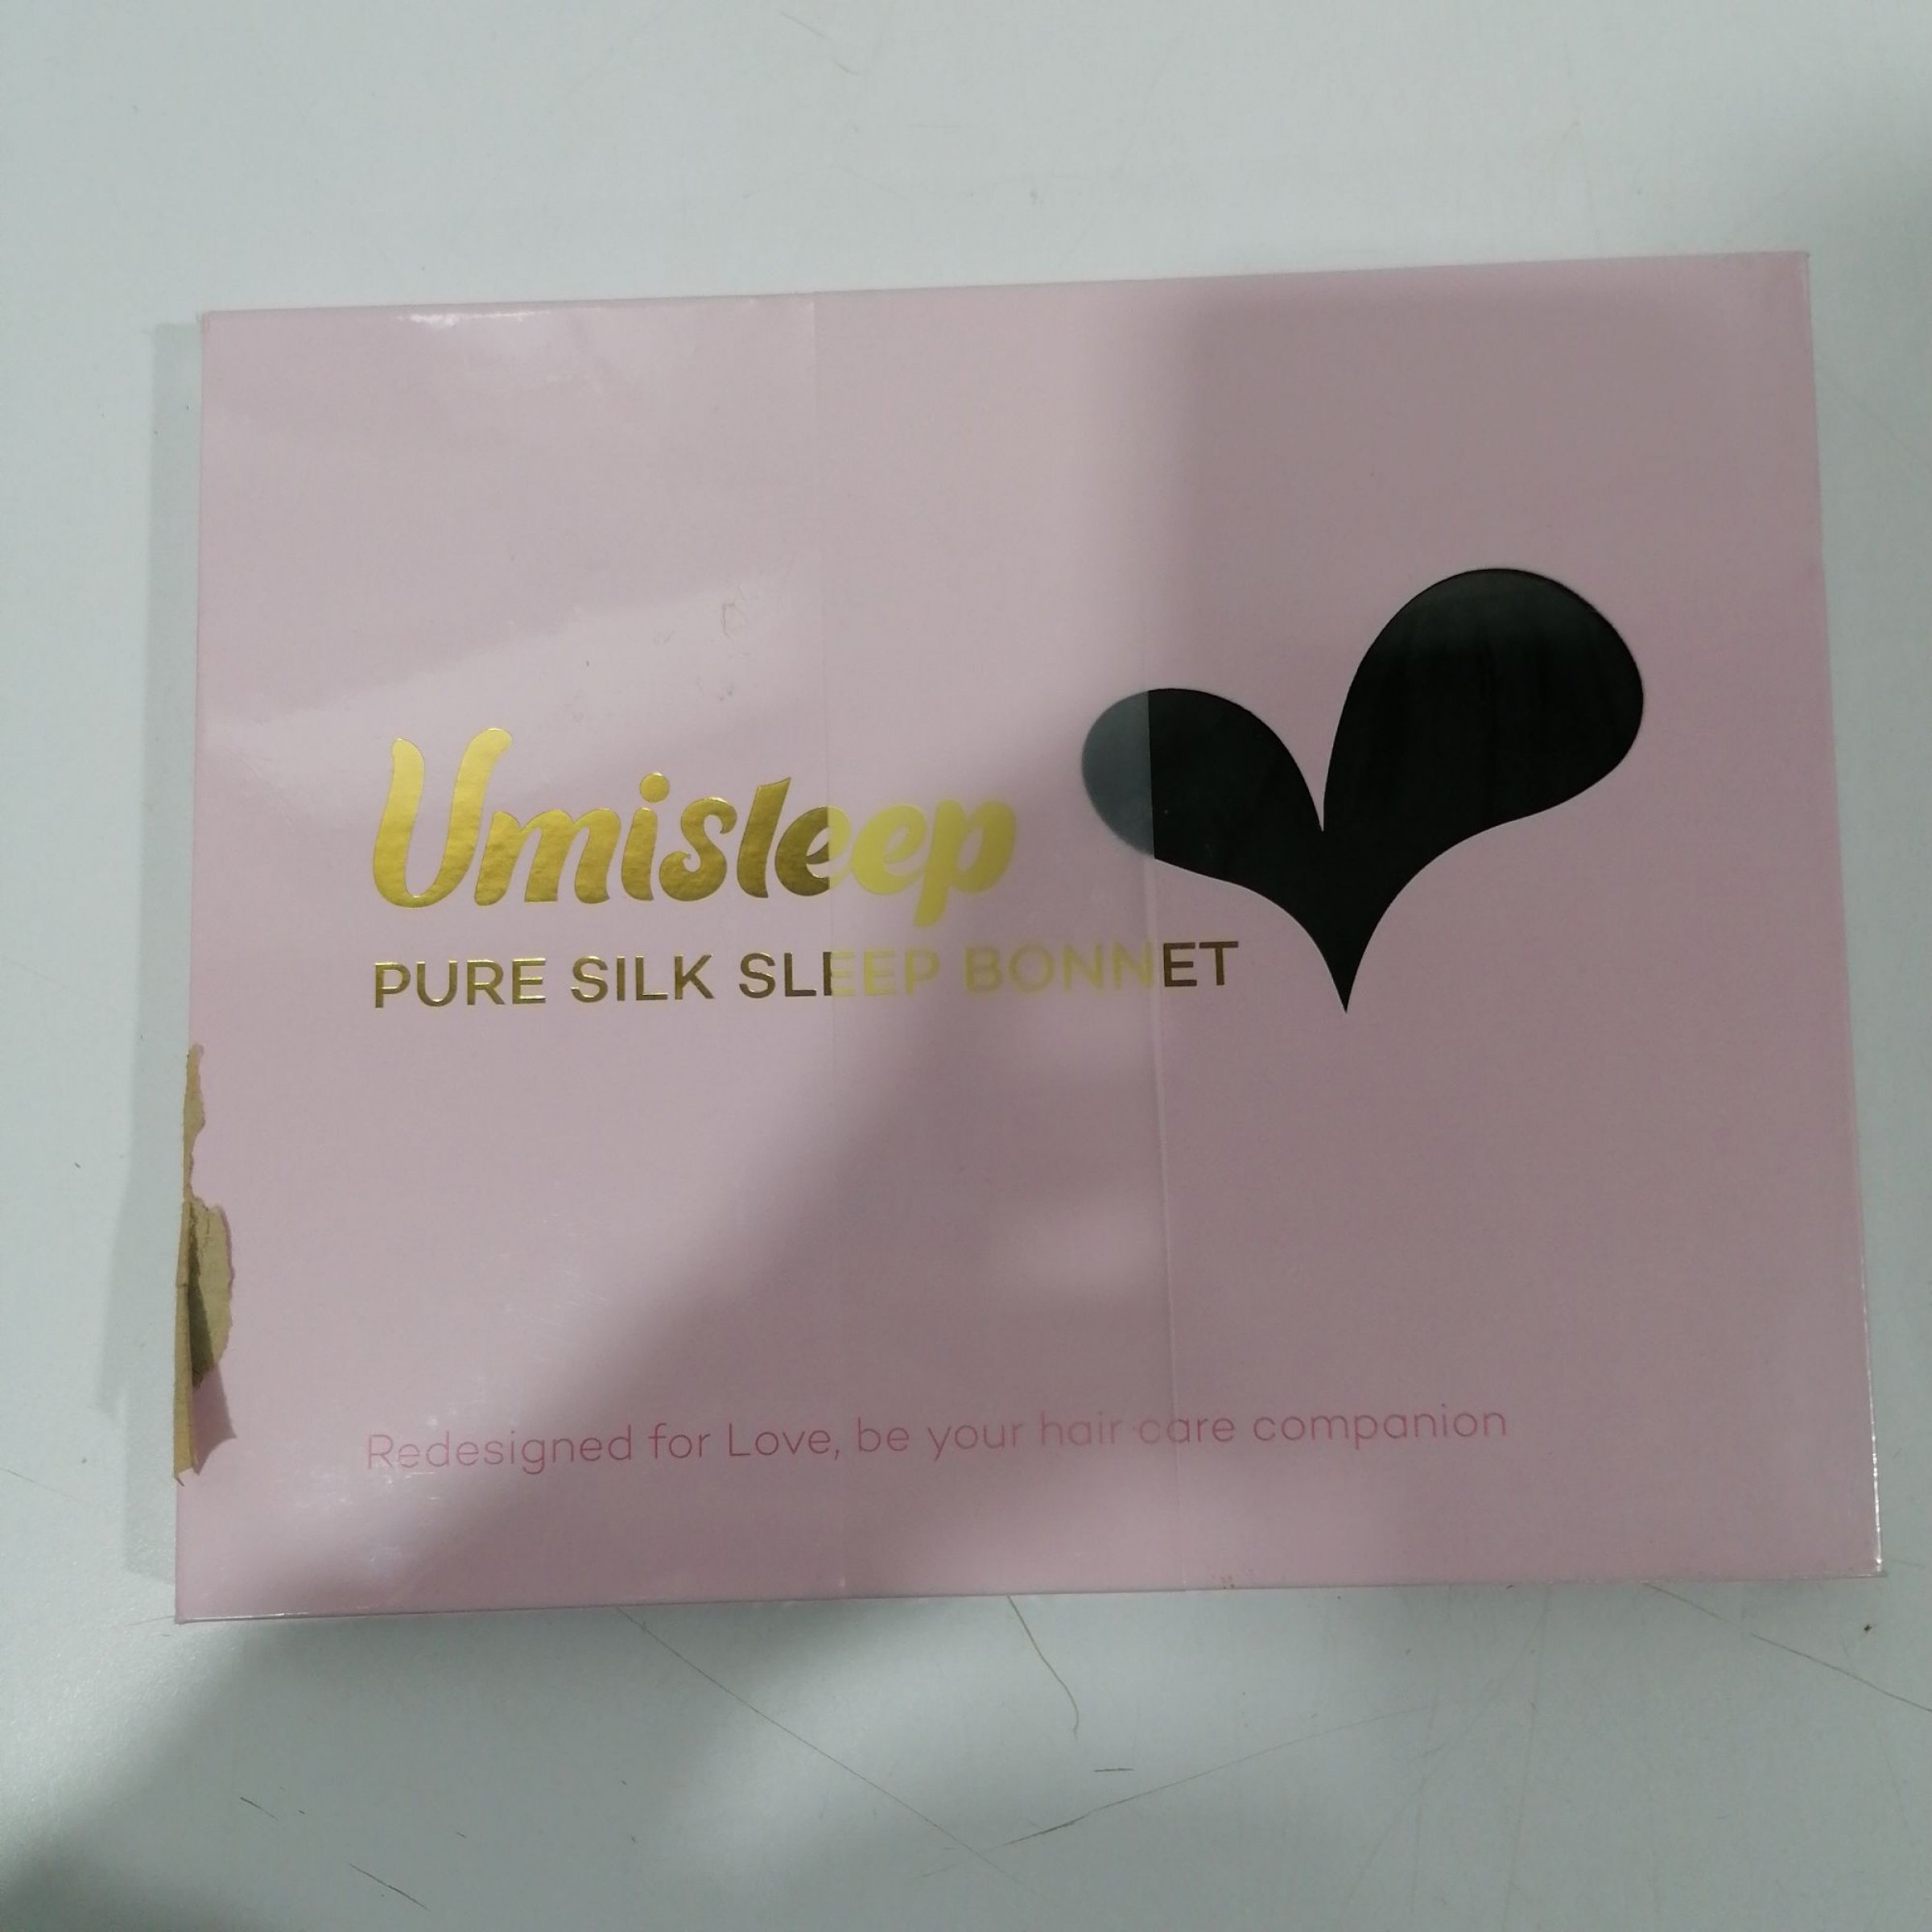 Umisleep
PURE SILK SLEEP BONNET
Redesigned for Love, be your hair care companion